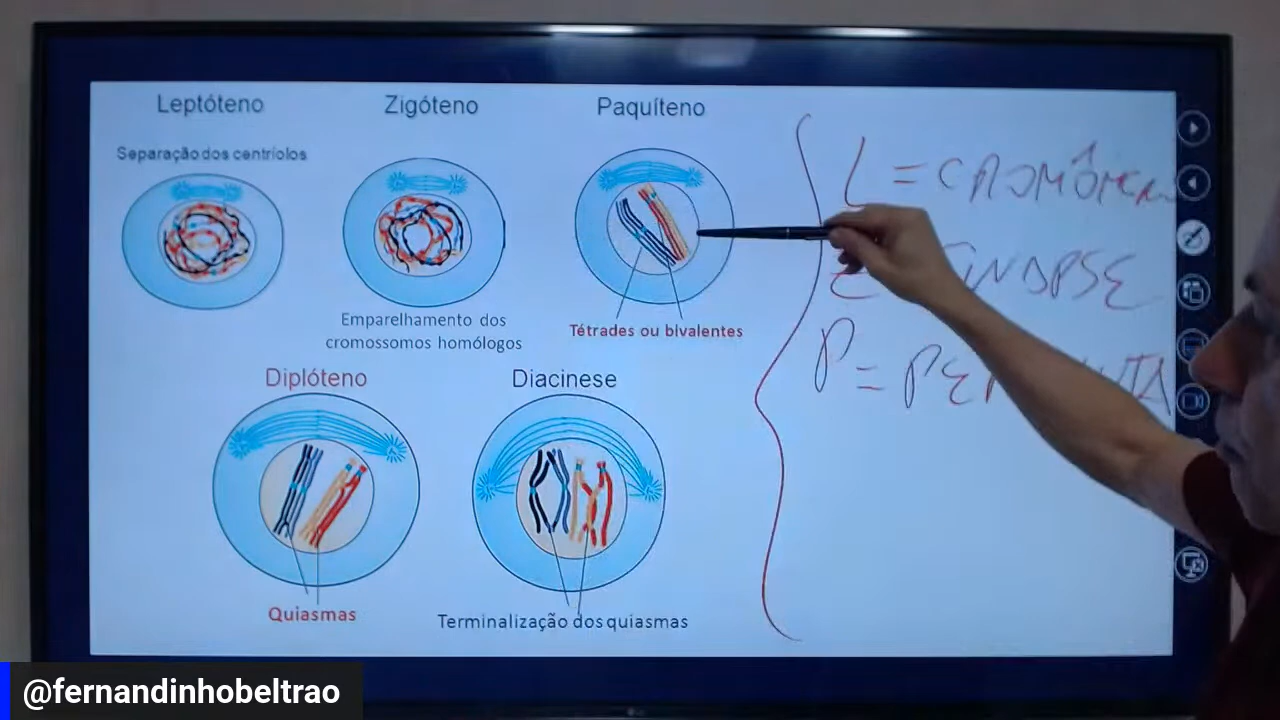 Leptóteno
Zigóteno
Paquíteno
Separação dos centríolos
Emparelhamento dos
cromossomos homólogos
Tétrades ou bivalentes
Diplóteno
Diacinese
Quiasmas
Terminalização dos quiasmas
L =
P =
@fernandinhobeltrao